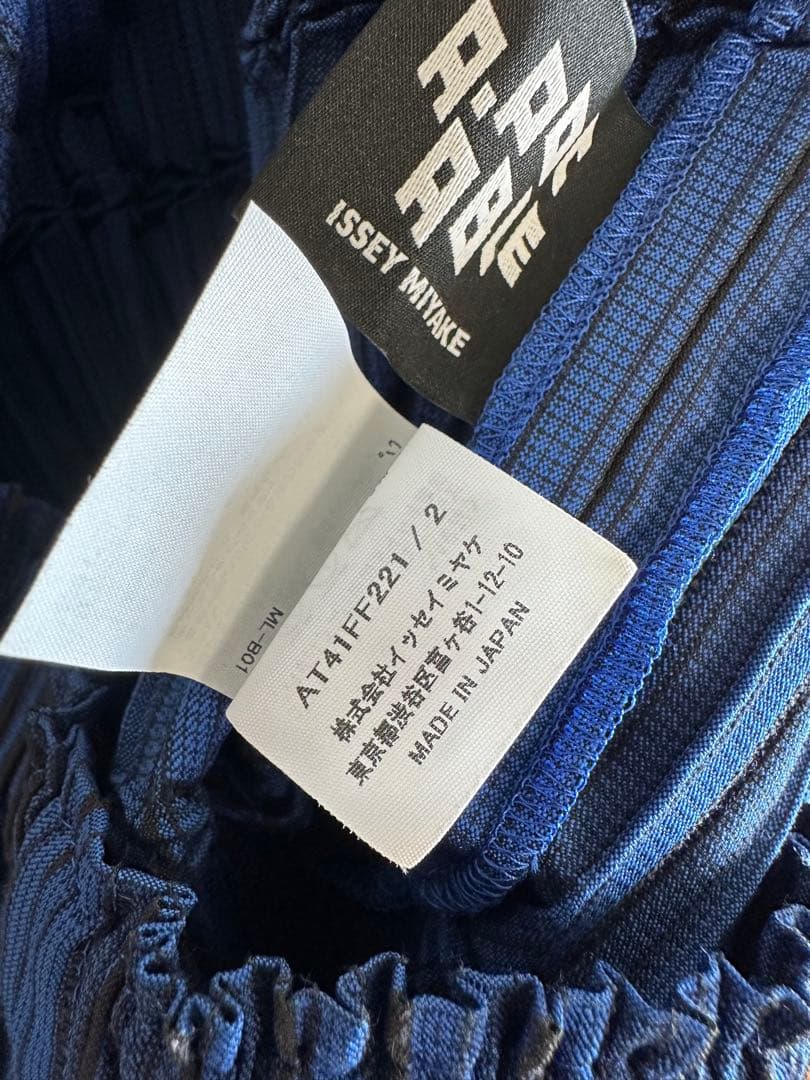 A-POC
ABLE
ISSEY MIYAKE
い。
ML-B01
AT41FF221 / 2
株式会社イッセイミヤケ
東京都渋谷区富ヶ谷1-12-10
MADE IN JAPAN